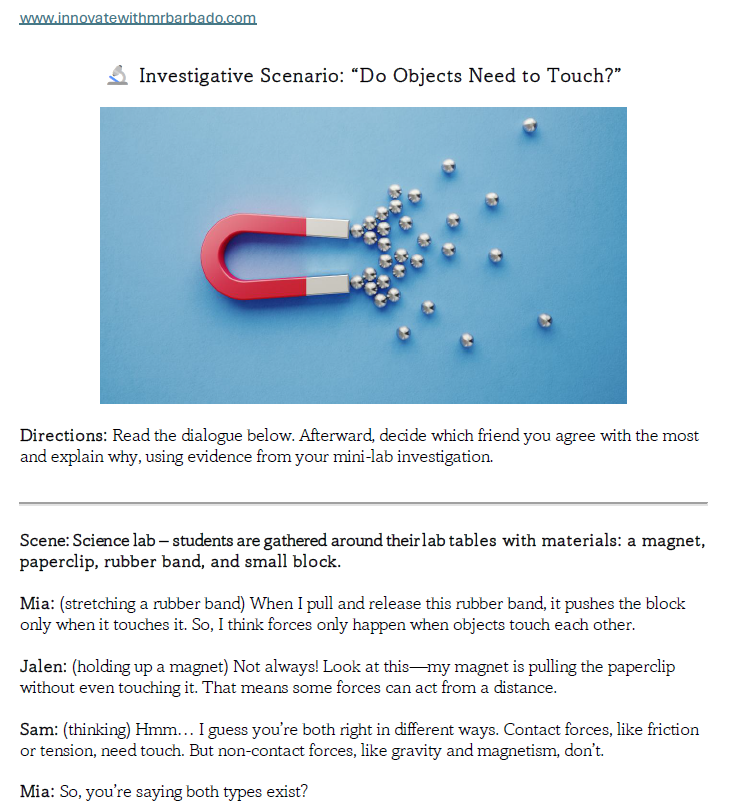 www.innovatewithmrbarbado.com
Investigative Scenario: “Do Objects Need to Touch?”
Directions: Read the dialogue below. Afterward, decide which friend you agree with the most
and explain why, using evidence from your mini-lab investigation.
Scene: Science lab – students are gathered around their lab tables with materials: a magnet,
paperclip, rubber band, and small block.
Mia: (stretching a rubber band) When I pull and release this rubber band, it pushes the block
only when it touches it. So, I think forces only happen when objects touch each other.
Jalen: (holding up a magnet) Not always! Look at this—my magnet is pulling the paperclip
without even touching it. That means some forces can act from a distance.
Sam: (thinking) Hmm… I guess you’re both right in different ways. Contact forces, like friction
or tension, need touch. But non-contact forces, like gravity and magnetism, don’t.
Mia: So, you’re saying both types exist?